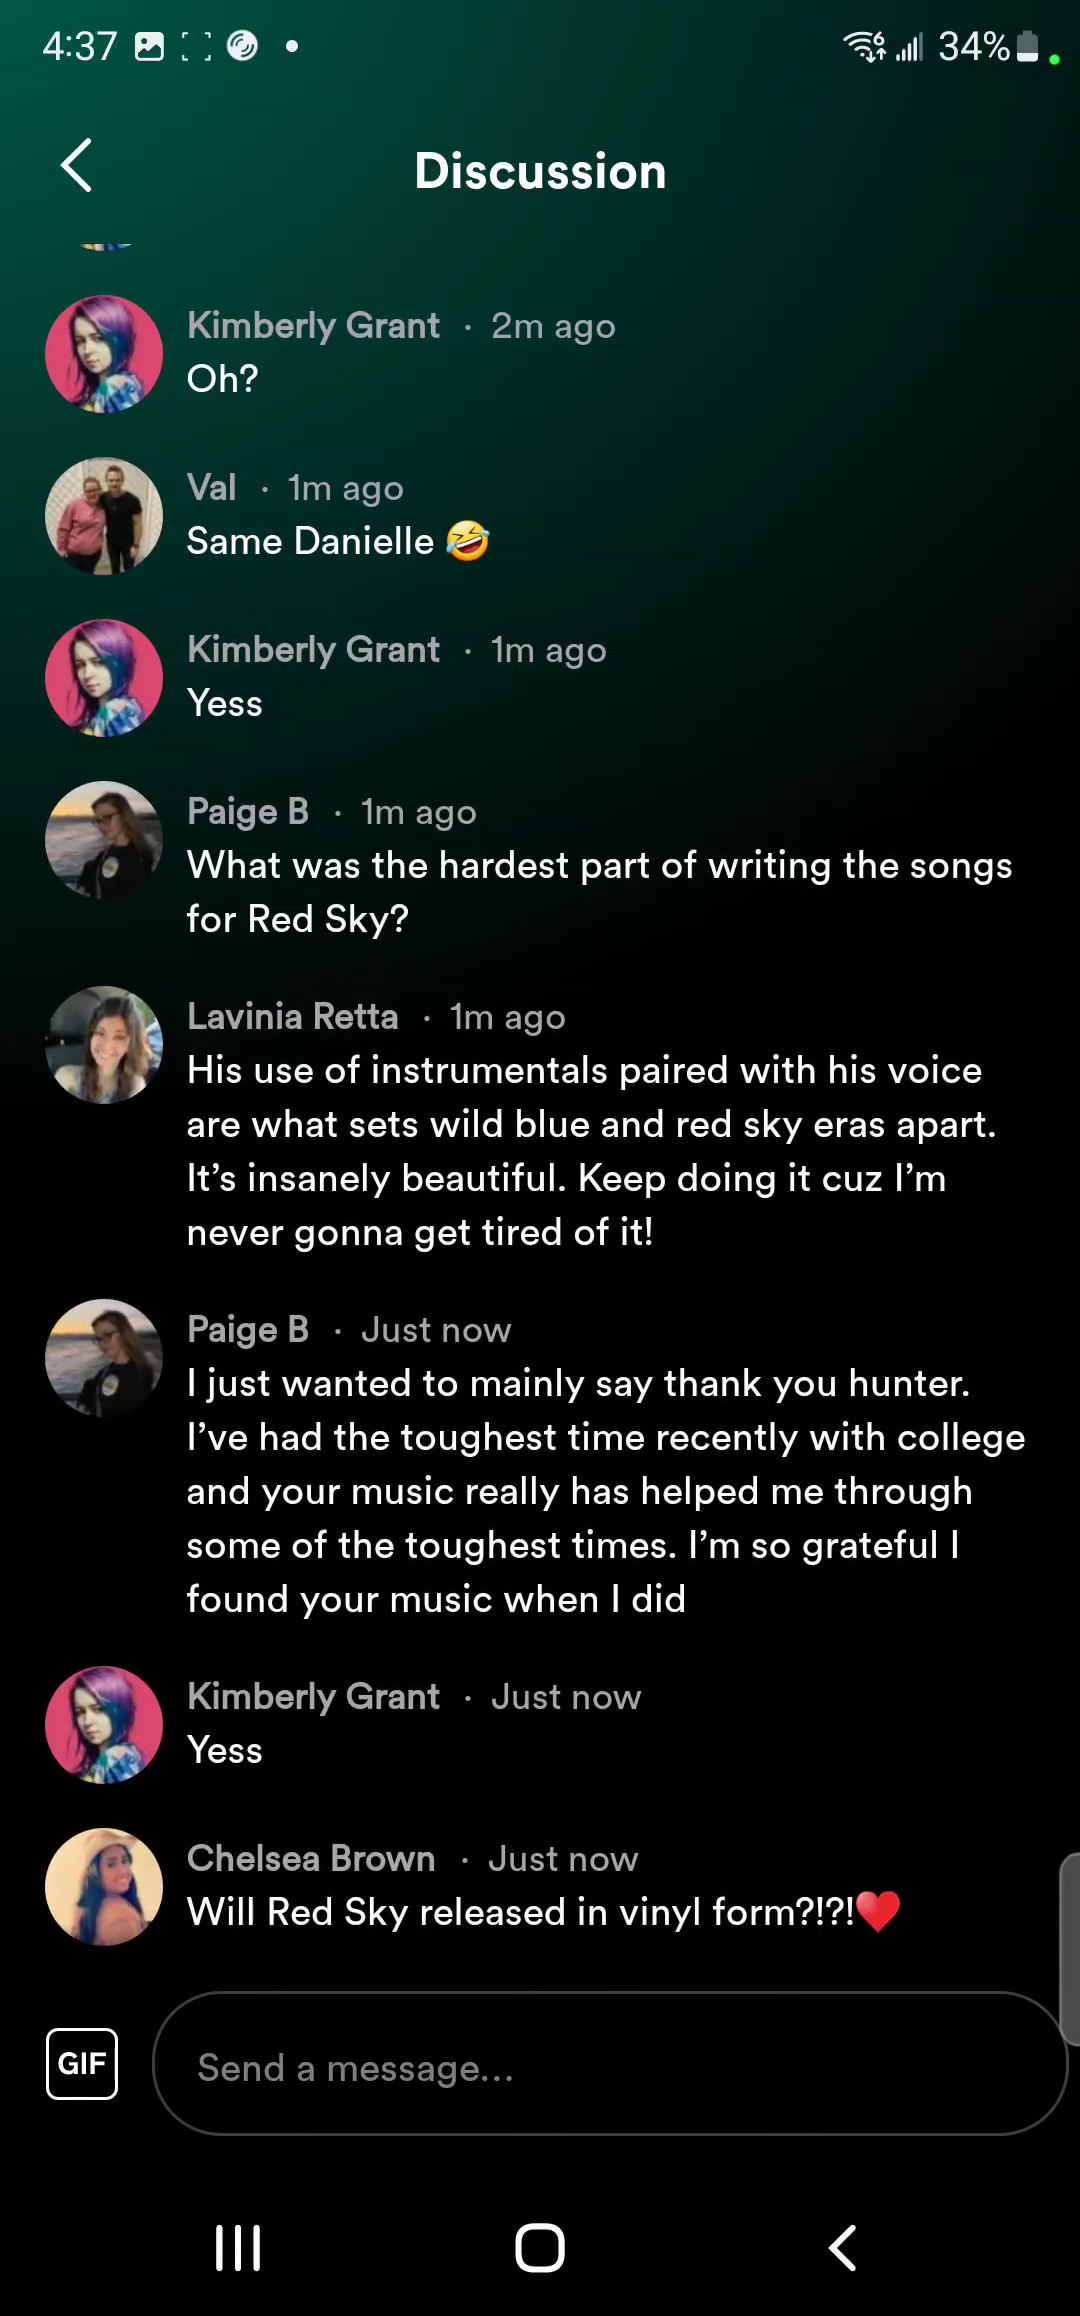 4:37
6
34%
Discussion
Kimberly Grant · 2m ago
Oh?
Val · 1m ago
Same Danielle 🤣
Kimberly Grant · 1m ago
Yess
Paige B · 1m ago
What was the hardest part of writing the songs
for Red Sky?
Lavinia Retta · 1m ago
His use of instrumentals paired with his voice
are what sets wild blue and red sky eras apart.
It’s insanely beautiful. Keep doing it cuz I’m
never gonna get tired of it!
Paige B · Just now
I just wanted to mainly say thank you hunter.
I’ve had the toughest time recently with college
and your music really has helped me through
some of the toughest times. I’m so grateful I
found your music when I did
Kimberly Grant · Just now
Yess
Chelsea Brown · Just now
Will Red Sky released in vinyl form?!?!♥️
GIF
Send a message...